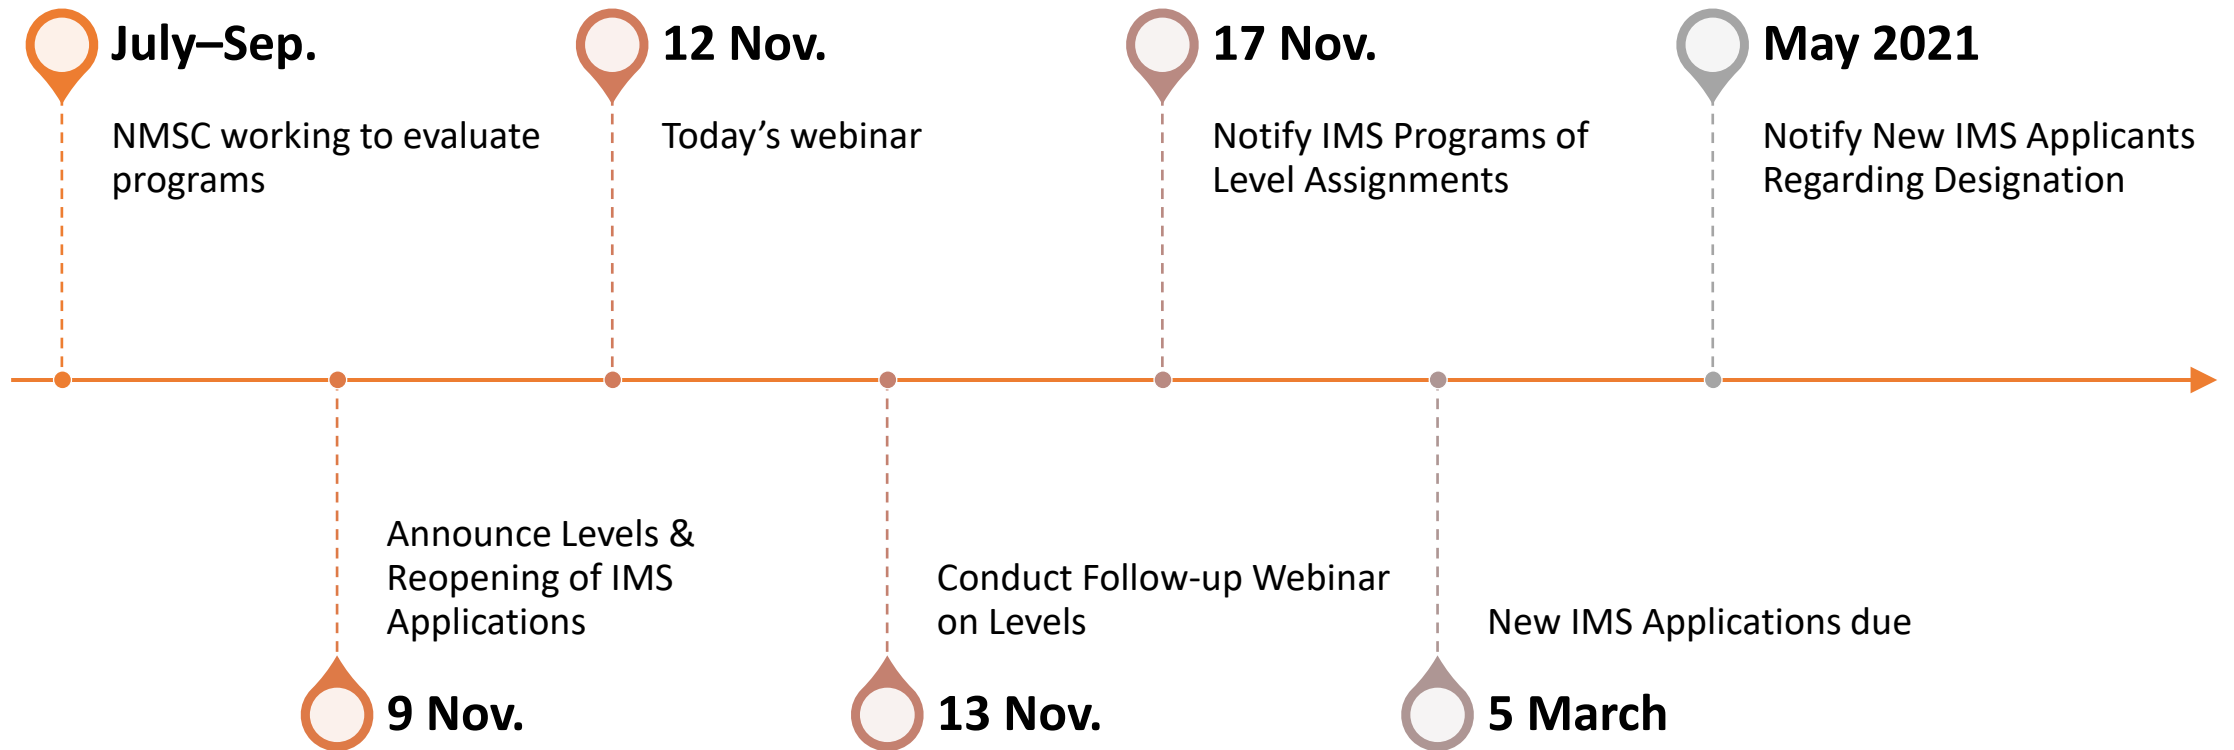 July–Sep.
NMSC working to evaluate
programs
9 Nov.
Announce Levels &
Reopening of IMS
Applications
12 Nov.
Today’s webinar
13 Nov.
Conduct Follow-up Webinar
on Levels
17 Nov.
Notify IMS Programs of
Level Assignments
5 March
New IMS Applications due
May 2021
Notify New IMS Applicants
Regarding Designation